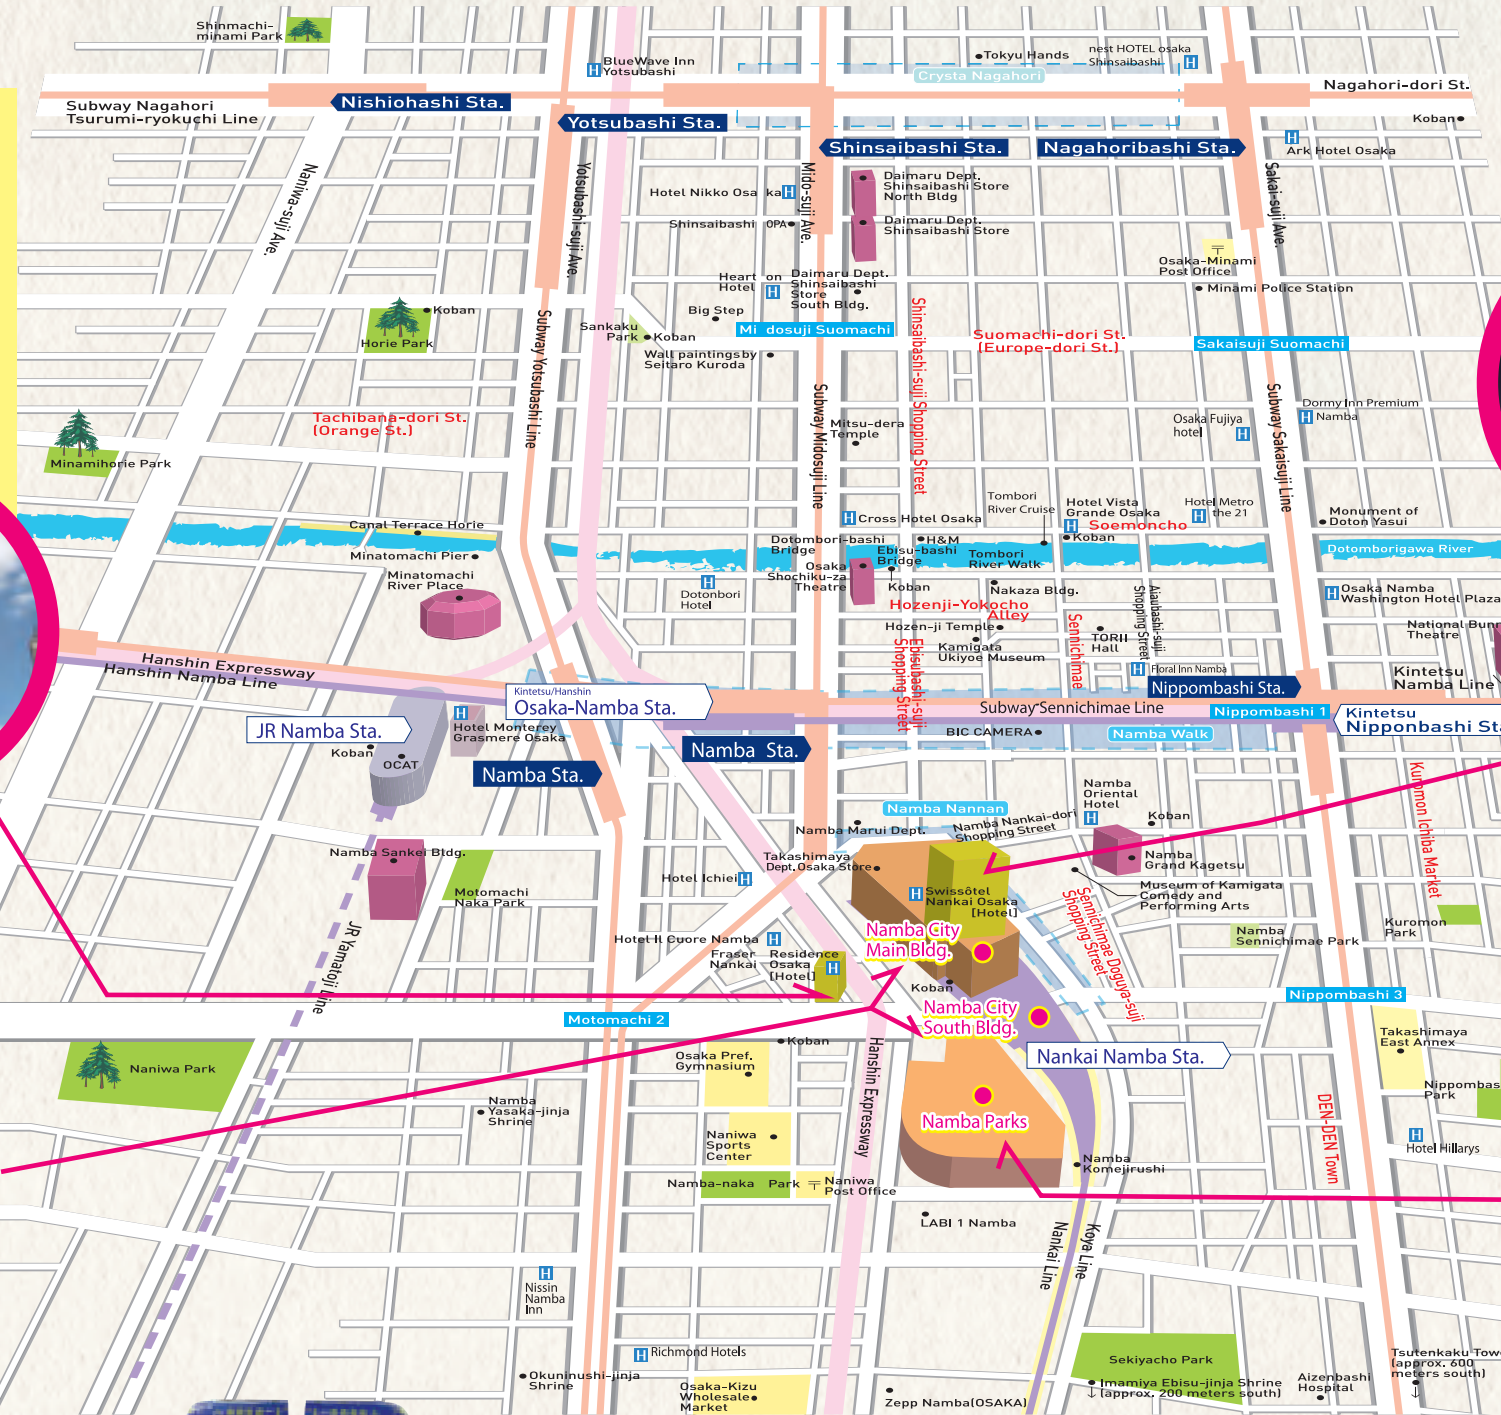 Shinmachi-
minami Park
BlueWave Inn
Yotsubashi
Tokyu Hands
nest HOTEL osaka
Shinsaibashi
Crysta Nagahori
Nagahori-dori St.
Subway Nagahori
Tsurumi-ryokuchi Line
Nishiohashi Sta.
Yotsubashi Sta.
Shinsaibashi Sta.
Nagahoribashi Sta.
Koban
Ark Hotel Osaka
Naniwa-suji Ave.
Yotsubashi-suji Ave.
Mido-suji Ave.
Sakai-suji Ave.
Hotel Nikko Osa ka
Daimaru Dept.
Shinsaibashi Store
North Bldg
Shinsaibashi OPA
Daimaru Dept.
Shinsaibashi Store
Osaka-Minami
Post Office
Minami Police Station
Heart on
Hotel
Daimaru Dept.
Shinsaibashi
Store
South Bldg.
Big Step
Koban
Horie Park
Sankaku
Park
Koban
Mi dosuji Suomachi
Suomachi-dori St.
(Europe-dori St.)
Sakaisuji Suomachi
Wall paintingsby
Seitaro Kuroda
Shinsaibashi-suji Shopping Street
Subway Yotsubashi Line
Subway Midosuji Line
Subway Sakaisuji Line
Tachibana-dori St.
(Orange St.)
Minamihorie Park
Mitsu-dera
Temple
Osaka Fujiya
hotel
Dormy Inn Premium
Namba
Canal Terrace Horie
Minatomachi Pier
Minatomachi
River Place
Cross Hotel Osaka
Tombori
River Cruise
Hotel Vista
Grande Osaka
Soemoncho
Koban
Hotel Metro
the 21
Monument of
Doton Yasui
Dotombori-bashi
Bridge
H&M
Ebisu-bashi
Bridge
Tombori
River Walk
Dotomborigawa River
Osaka
Shochiku-za
Theatre
Koban
Nakaza Bldg.
Dotonbori
Hotel
Hozenji-Yokocho
Alley
Hozen-ji Temple
Kamigata
Ukiyoe Museum
Sennichimae
TORII
Hall
Aiaubashi-suji
Shopping Street
Osaka Namba
Washington Hotel Plaza
National Bun
Theatre
Floral Inn Namba
Kintetsu
Namba Line
Ebisubashi-suji
Shopping Street
Hanshin Expressway
Hanshin Namba Line
Kintetsu/Hanshin
Osaka-Namba Sta.
Nippombashi Sta.
Subway Sennichimae Line
Nippombashi 1
Kintetsu
Nipponbashi Sta
JR Namba Sta.
Koban
OCAT
Hotel Monterey
Grasmere Osaka
Namba Sta.
Namba Sta.
BIC CAMERA
Namba Walk
Namba Nannan
Namba
Oriental
Hotel
Koban
Namba Marui Dept.
Namba Nankai-dori
Shopping Street
Kuromon Ichiba Market
Namba Sankei Bldg.
Motomachi
Naka Park
Takashimaya
Dept.Osaka Store
Hotel Ichiei
Swissôtel
Nankai Osaka
[Hotel]
Namba
Grand Kagetsu
Museum of Kamigata
Comedy and
Performing Arts
Sennichimae Doguya-suji
Shopping Street
Namba
Sennichimae Park
Kuromon
Park
Hotel Il Cuore Namba
Fraser Residence
Nankai Osaka
[Hotel]
Namba City
Main Bldg.
Koban
Namba City
South Bldg.
JR Yamatoji Line
Motomachi 2
Nippombashi 3
Nankai Namba Sta.
Takashimaya
East Annex
Naniwa Park
Koban
Osaka Pref.
Gymnasium
Hanshin Expressway
Namba
Yasaka-jinja
Shrine
Namba Parks
DEN-DEN Town
Nippombas
Park
Naniwa
Sports
Center
Hotel Hillarys
Namba
Komejirushi
Namba-naka Park
Naniwa
Post Office
LABI 1 Namba
Nankai Line
Koya Line
Nissin
Namba
Inn
Richmond Hotels
Okuninushi-jinja
Shrine
Osaka-Kizu
Wholesale
Market
Zepp Namba(OSAKA)
Sekiyacho Park
Imamiya Ebisu-jinja Shrine
↓ (approx. 200 meters south)
Aizenbashi
Hospital
Tsutenkaku Tow
(approx. 600
meters south)
↓